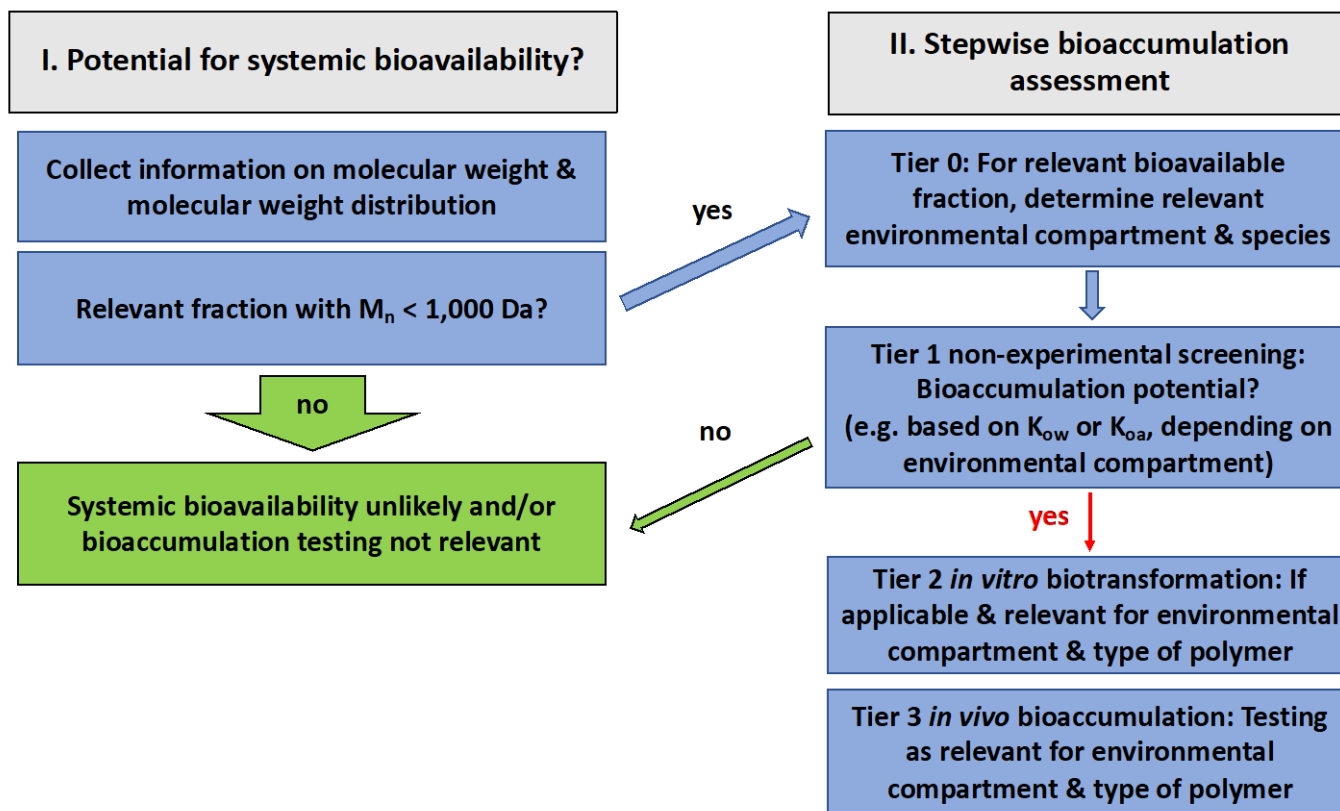 I. Potential for systemic bioavailability?
Collect information on molecular weight &
molecular weight distribution
Relevant fraction with Mn < 1,000 Da?
no
Systemic bioavailability unlikely and/or
bioaccumulation testing not relevant
yes
no
II. Stepwise bioaccumulation
assessment
Tier 0: For relevant bioavailable
fraction, determine relevant
environmental compartment & species
Tier 1 non-experimental screening:
Bioaccumulation potential?
(e.g. based on Kow or Koa, depending on
environmental compartment)
yes
Tier 2 in vitro biotransformation: If
applicable & relevant for environmental
compartment & type of polymer
Tier 3 in vivo bioaccumulation: Testing
as relevant for environmental
compartment & type of polymer